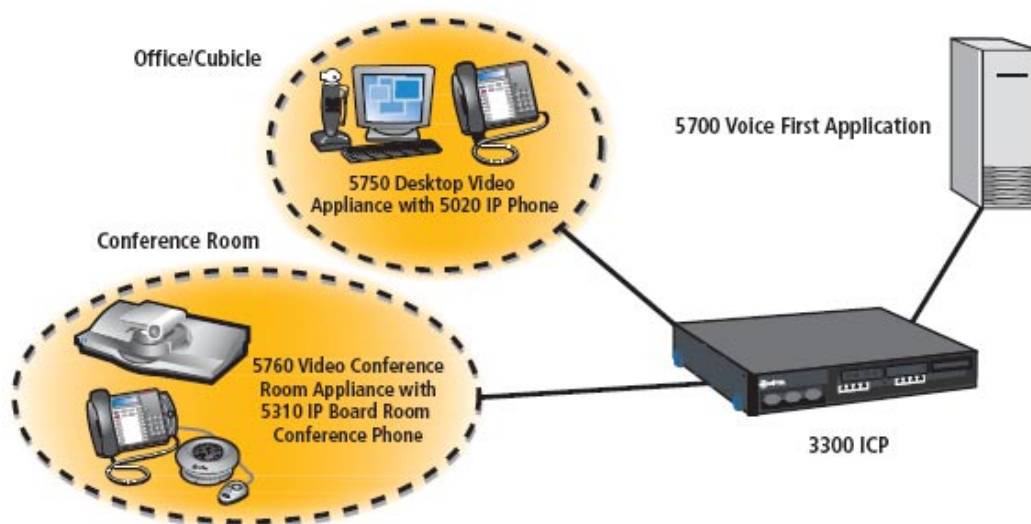 Office/Cubicle
5750 Desktop Video
Appliance with 5020 IP Phone
5700 Voice First Application
Conference Room
5760 Video Conference
Room Appliance with
5310 IP Board Room
Conference Phone
3300 ICP